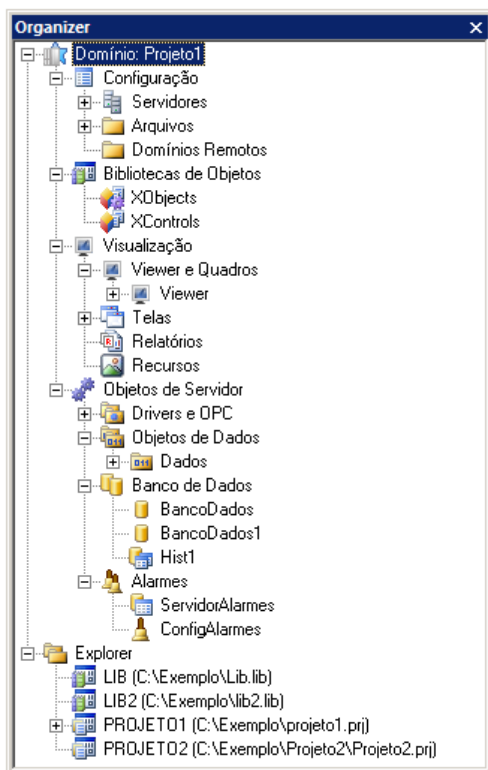 Organizer
Domínio: Projeto1
Configuração
Servidores
Arquivos
Domínios Remotos
Bibliotecas de Objetos
XObjects
XControls
Visualização
Viewer e Quadros
Viewer
Telas
Relatórios
Recursos
Objetos de Servidor
Drivers e OPC
Objetos de Dados
Dados
Banco de Dados
BancoDados
BancoDados1
Hist1
Alarmes
ServidorAlarmes
ConfigAlarmes
Explorer
LIB (C:\Exemplo\Lib.lib)
LIB2 (C:\Exemplo\lib2.lib)
PROJETO1 (C:\Exemplo\projeto1.prj)
PROJETO2 (C:\Exemplo\Projeto2\Projeto2.prj)